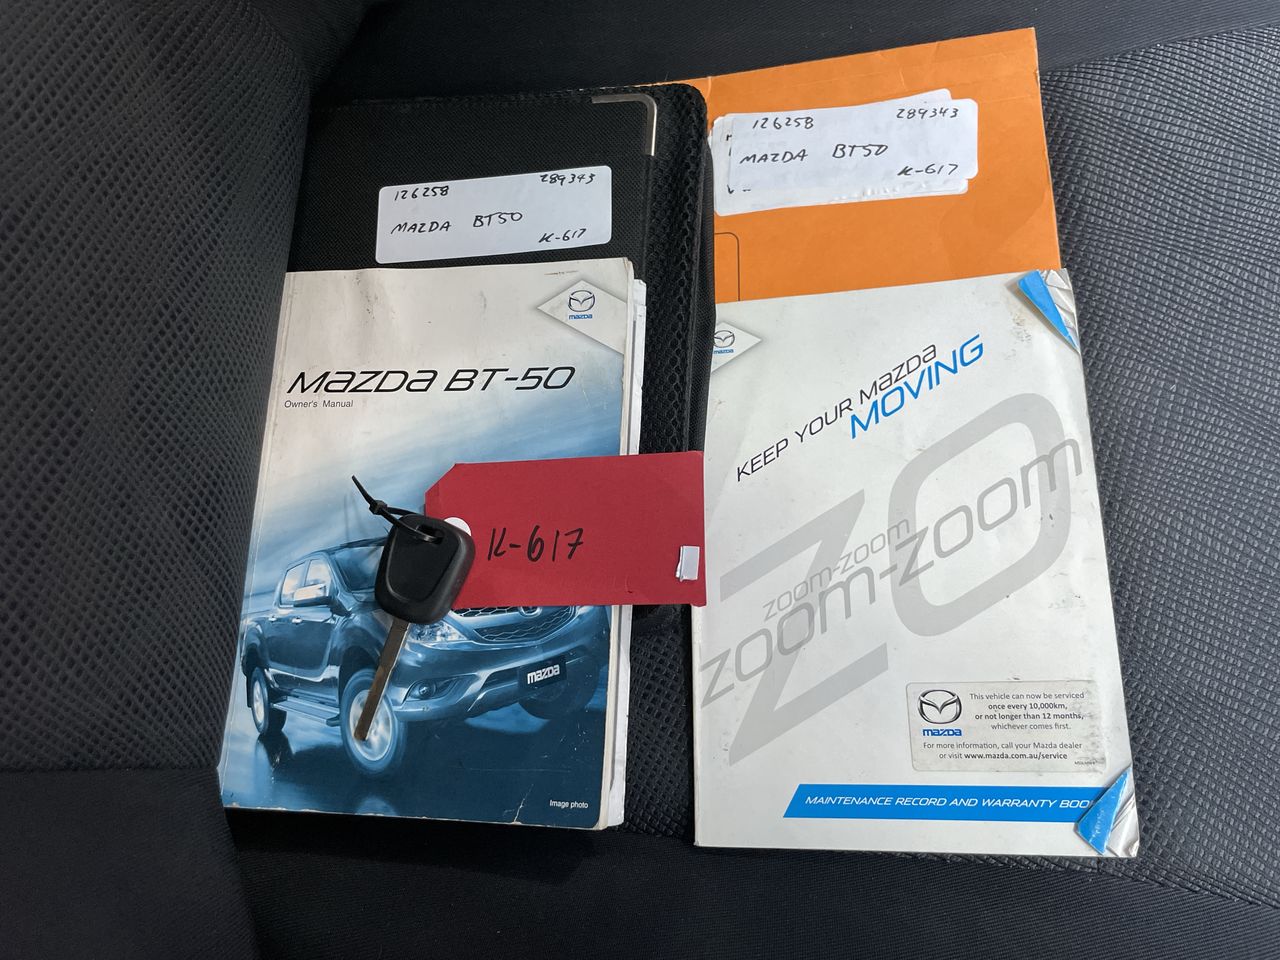 126258 289343
MAZDA BT50
K-617
126258 289343
MAZDA BT50
K-617
mazda
mazda BT-50
Owner's Manual
K-617
mazda
Image photo
mazda
KEEP YOUR mazda
MOVING
ZO
zoom-zoom
zoom-zoom
mazda
This vehicle can now be serviced
once every 10,000km,
or not longer than 12 months,
whichever comes first.
For more information, call your Mazda dealer
or visit www.mazda.com.au/service
MAINTENANCE RECORD AND WARRANTY BOO